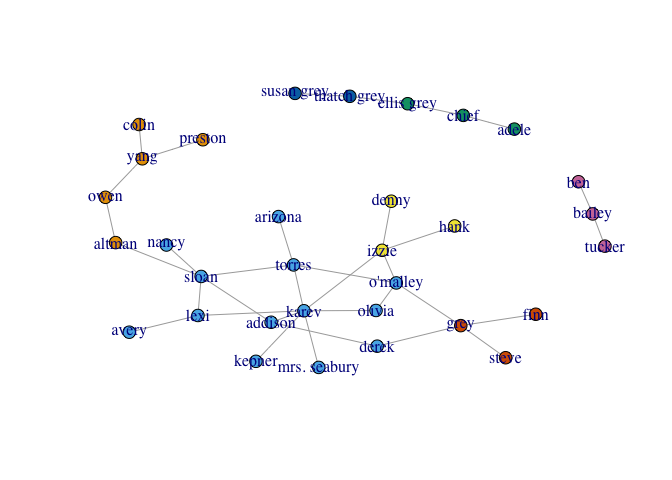 susan grey
thatch grey
ellis grey
chief
adele
colin
preston
yang
owen
altman
nancy
arizona
denny
hank
ben
bailey
tucker
izzie
torres
sloan
o'malley
lexi
karev
olivia
addison
avery
grey
finn
derek
steve
kepner
mrs. seabury